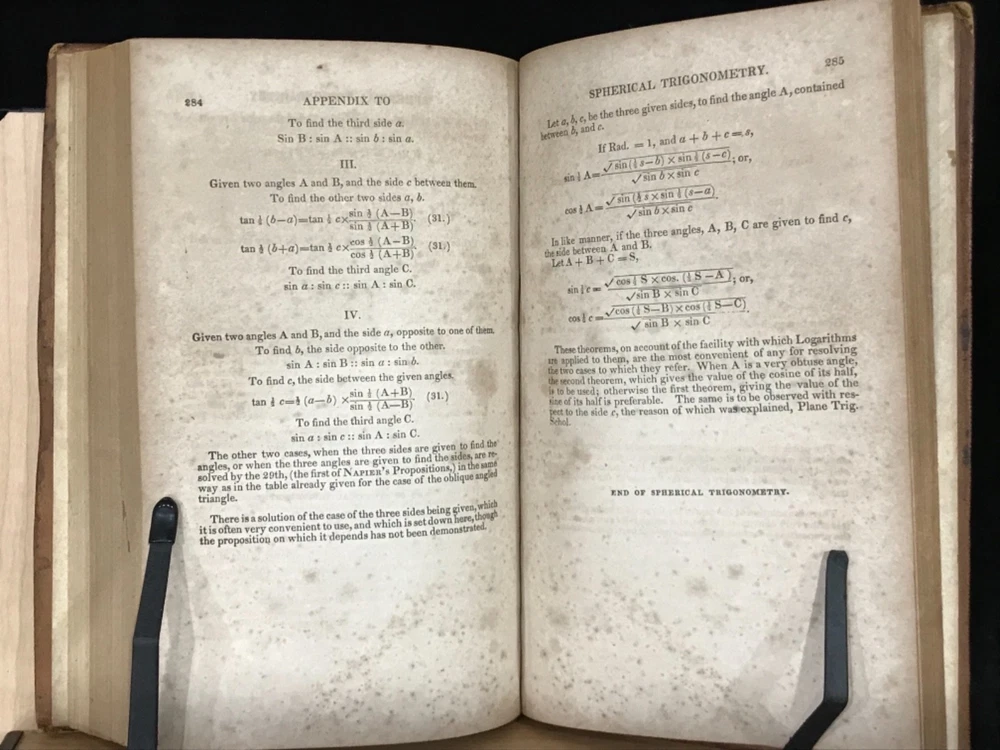 284
APPENDIX TO
To find the third side a.
Sin B : sin A :: sin b : sin a.
III.
Given two angles A and B, and the side c between them.
To find the other two sides a, b.
tan ½ (b—a)=tan ½ c× sin ½ (A—B) / sin ½ (A+B) . (31.)
tan ½ (b+a)=tan ½ c× cos ½ (A—B) / cos ½ (A+B) . (31.)
To find the third angle C.
sin a : sin c :: sin A : sin C.
IV.
Given two angles A and B, and the side a, opposite to one of them.
To find b, the side opposite to the other.
sin A : sin B :: sin a : sin b.
To find c, the side between the given angles.
tan ½ c=½ (a—b) × sin ½ (A+B) / sin ½ (A—B) . (31.)
To find the third angle C.
sin a : sin c :: sin A : sin C.
The other two cases, when the three sides are given to find the
angles, or when the three angles are given to find the sides, are re-
solved by the 29th, (the first of NAPIER's Propositions,) in the same
way as in the table already given for the case of the oblique angled
triangle.
There is a solution of the case of the three sides being given, which
it is often very convenient to use, and which is set down here, though
the proposition on which it depends has not been demonstrated.
SPHERICAL TRIGONOMETRY.
285
Let a, b, c, be the three given sides, to find the angle A, contained
between b, and c.
If Rad. = 1, and a + b + c = s,
sin ½ A= √sin (½ s—b) × sin ½ (s—c) / √ sin b × sin c ; or,
cos ½ A= √sin (½ s × sin ½ (s—a) / √ sin b × sin c .
In like manner, if the three angles, A, B, C are given to find c,
the side between A and B.
Let A + B + C = S,
sin ½ c = √cos ½ S × cos. (½ S—A) / √sin B × sin C ; or,
cos ½ c = √cos (½ S—B) × cos (½ S—C) / √ sin B × sin C .
These theorems, on account of the facility with which Logarithms
are applied to them, are the most convenient of any for resolving
the two cases to which they refer. When A is a very obtuse angle,
the second theorem, which gives the value of the cosine of its half,
is to be used; otherwise the first theorem, giving the value of the
sine of its half is preferable. The same is to be observed with res-
pect to the side c, the reason of which was explained, Plane Trig.
Schol.
END OF SPHERICAL TRIGONOMETRY.